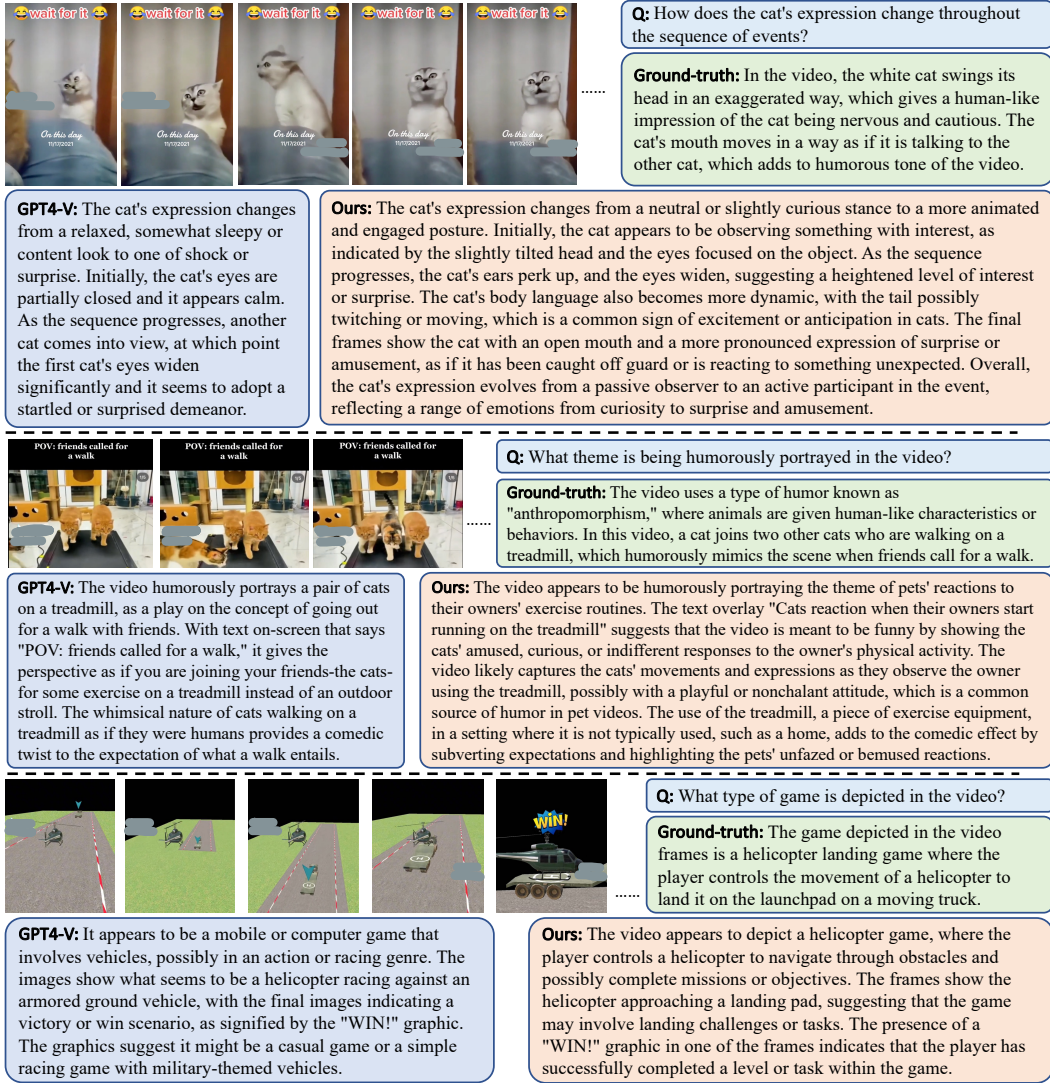 😂wait for it😂 😂wait for it😂 😂wait for it😂 😂wait for it😂 😂wait for it😂
On this day On this day On this day On this day On this day
11/17/2021 11/17/2021 11/17/2021 11/17/2021 11/17/2021
......
Q: How does the cat's expression change throughout
the sequence of events?
Ground-truth: In the video, the white cat swings its
head in an exaggerated way, which gives a human-like
impression of the cat being nervous and cautious. The
cat's mouth moves in a way as if it is talking to the
other cat, which adds to humorous tone of the video.
GPT4-V: The cat's expression changes
from a relaxed, somewhat sleepy or
content look to one of shock or
surprise. Initially, the cat's eyes are
partially closed and it appears calm.
As the sequence progresses, another
cat comes into view, at which point
the first cat's eyes widen
significantly and it seems to adopt a
startled or surprised demeanor.
Ours: The cat's expression changes from a neutral or slightly curious stance to a more animated
and engaged posture. Initially, the cat appears to be observing something with interest, as
indicated by the slightly tilted head and the eyes focused on the object. As the sequence
progresses, the cat's ears perk up, and the eyes widen, suggesting a heightened level of interest
or surprise. The cat's body language also becomes more dynamic, with the tail possibly
twitching or moving, which is a common sign of excitement or anticipation in cats. The final
frames show the cat with an open mouth and a more pronounced expression of surprise or
amusement, as if it has been caught off guard or is reacting to something unexpected. Overall,
the cat's expression evolves from a passive observer to an active participant in the event,
reflecting a range of emotions from curiosity to surprise and amusement.
POV: friends called for POV: friends called for POV: friends called for
a walk a walk a walk
......
Q: What theme is being humorously portrayed in the video?
Ground-truth: The video uses a type of humor known as
"anthropomorphism," where animals are given human-like characteristics or
behaviors. In this video, a cat joins two other cats who are walking on a
treadmill, which humorously mimics the scene when friends call for a walk.
GPT4-V: The video humorously portrays a pair of cats
on a treadmill, as a play on the concept of going out
for a walk with friends. With text on-screen that says
"POV: friends called for a walk," it gives the
perspective as if you are joining your friends-the cats-
for some exercise on a treadmill instead of an outdoor
stroll. The whimsical nature of cats walking on a
treadmill as if they were humans provides a comedic
twist to the expectation of what a walk entails.
Ours: The video appears to be humorously portraying the theme of pets' reactions to
their owners' exercise routines. The text overlay "Cats reaction when their owners start
running on the treadmill" suggests that the video is meant to be funny by showing the
cats' amused, curious, or indifferent responses to the owner's physical activity. The
video likely captures the cats' movements and expressions as they observe the owner
using the treadmill, possibly with a playful or nonchalant attitude, which is a common
source of humor in pet videos. The use of the treadmill, a piece of exercise equipment,
in a setting where it is not typically used, such as a home, adds to the comedic effect by
subverting expectations and highlighting the pets' unfazed or bemused reactions.
WIN!
......
Q: What type of game is depicted in the video?
Ground-truth: The game depicted in the video
frames is a helicopter landing game where the
player controls the movement of a helicopter to
land it on the launchpad on a moving truck.
GPT4-V: It appears to be a mobile or computer game that
involves vehicles, possibly in an action or racing genre. The
images show what seems to be a helicopter racing against an
armored ground vehicle, with the final images indicating a
victory or win scenario, as signified by the "WIN!" graphic.
The graphics suggest it might be a casual game or a simple
racing game with military-themed vehicles.
Ours: The video appears to depict a helicopter game, where the
player controls a helicopter to navigate through obstacles and
possibly complete missions or objectives. The frames show the
helicopter approaching a landing pad, suggesting that the game
may involve landing challenges or tasks. The presence of a
"WIN!" graphic in one of the frames indicates that the player has
successfully completed a level or task within the game.